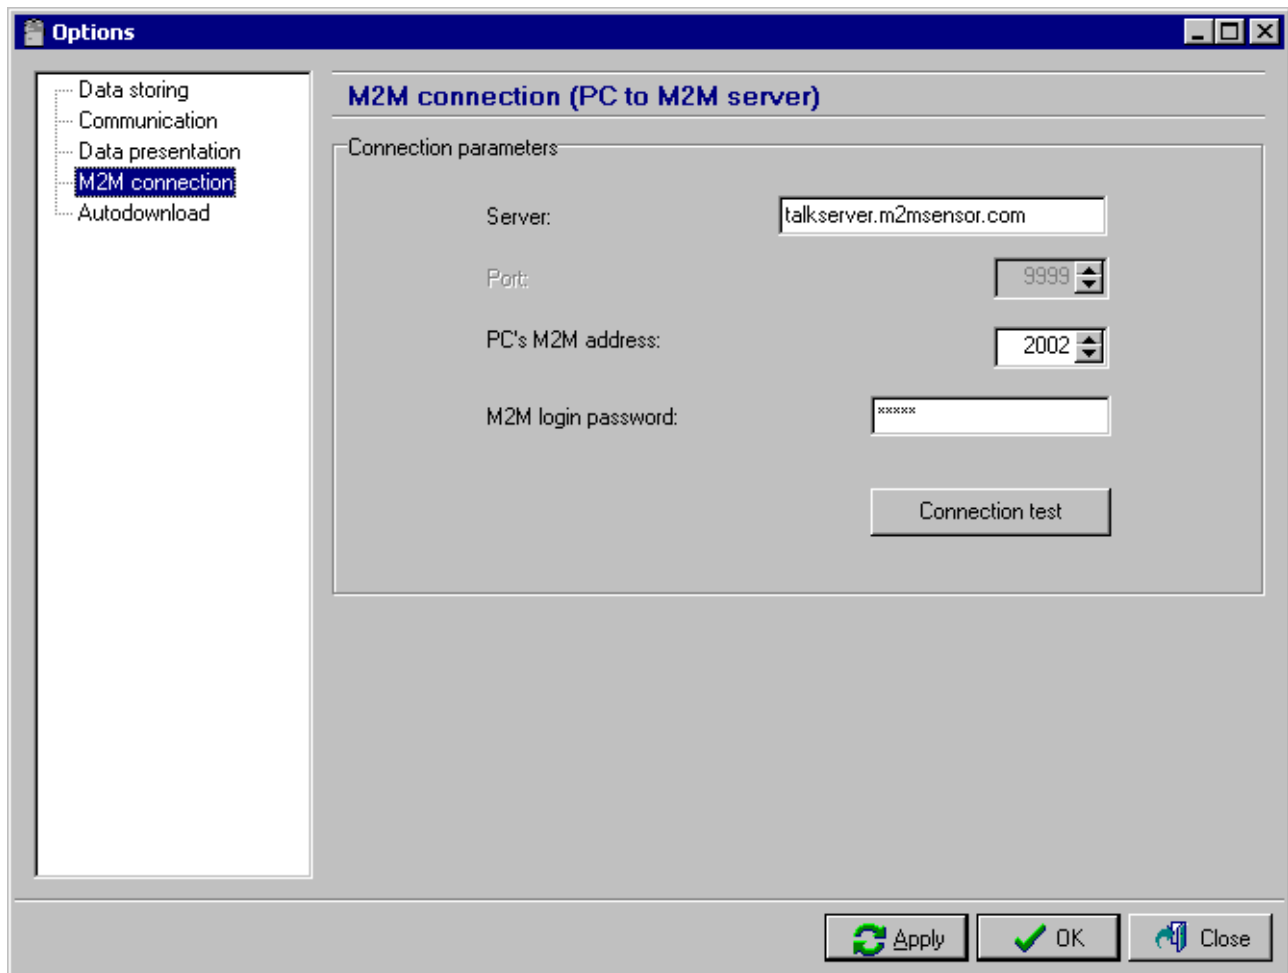 Options
Data storing
Communication
Data presentation
M2M connection
Autodownload
M2M connection (PC to M2M server)
Connection parameters
Server: talkserver.m2msensor.com
Port: 9999
PC's M2M address: 2002
M2M login password: *****
Connection test
Apply OK Close